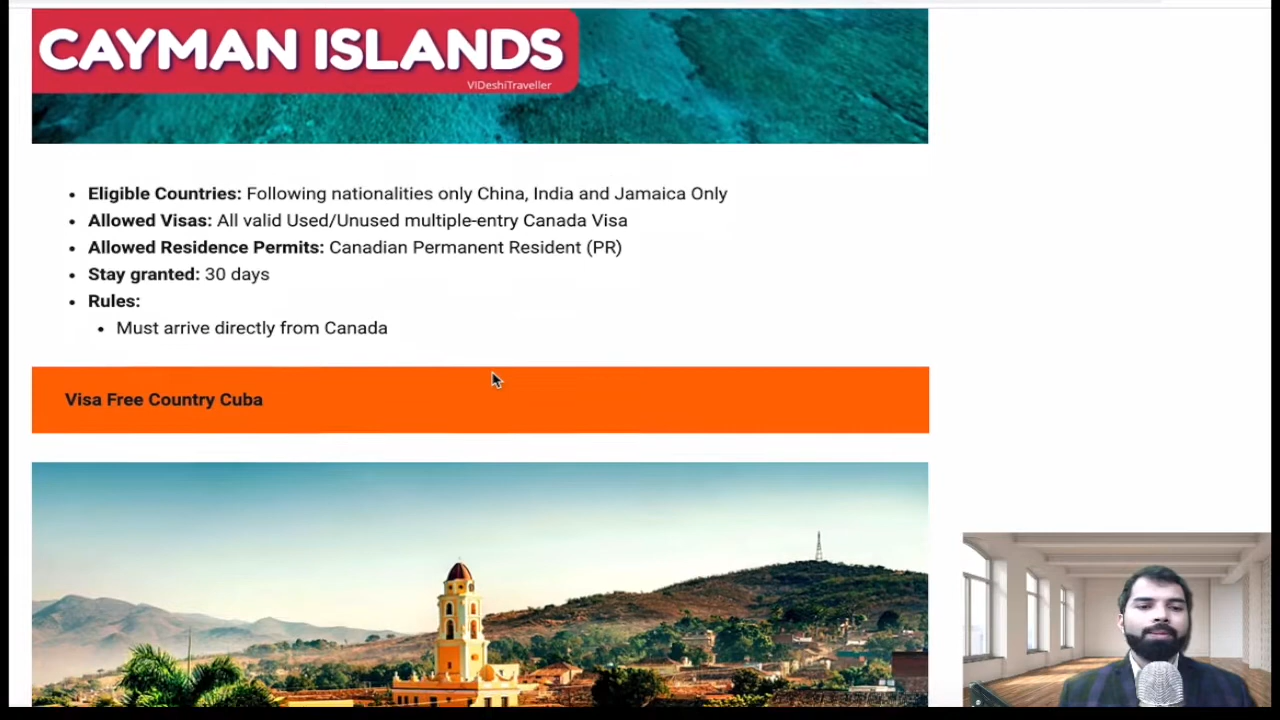 CAYMAN ISLANDS
VIDeshiTraveller
Eligible Countries: Following nationalities only China, India and Jamaica Only
Allowed Visas: All valid Used/Unused multiple-entry Canada Visa
Allowed Residence Permits: Canadian Permanent Resident (PR)
Stay granted: 30 days
Rules:
Must arrive directly from Canada
Visa Free Country Cuba